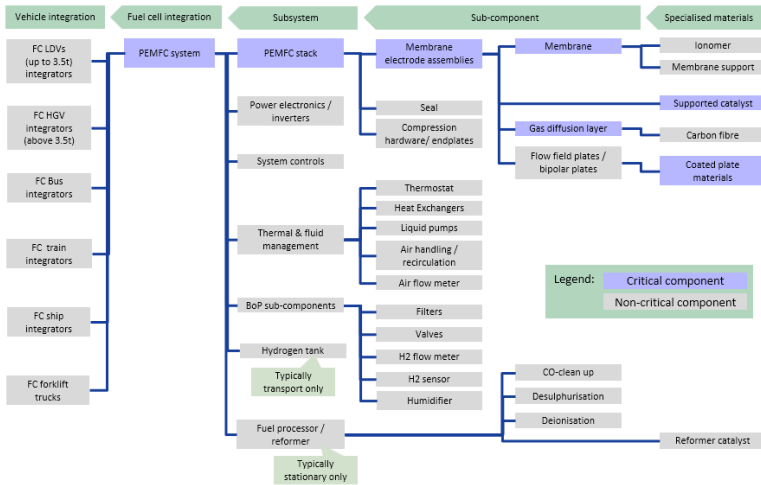 Vehicle integration
Fuel cell integration
Subsystem
Sub-component
Specialised materials
FC LDVs
(up to 3.5t)
integrators
FC HGV
integrators
(above 3.5t)
FC Bus
integrators
FC train
integrators
FC ship
integrators
FC forklift
trucks
PEMFC system
PEMFC stack
Power electronics /
inverters
System controls
Thermal & fluid
management
BoP sub-components
Hydrogen tank
Typically
transport only
Fuel processor /
reformer
Typically
stationary only
Membrane
electrode assemblies
Seal
Compression
hardware/ endplates
Thermostat
Heat Exchangers
Liquid pumps
Air handling /
recirculation
Air flow meter
Filters
Valves
H2 flow meter
H2 sensor
Humidifier
Membrane
Gas diffusion layer
Flow field plates /
bipolar plates
CO-clean up
Desulphurisation
Deionisation
Ionomer
Membrane support
Supported catalyst
Carbon fibre
Coated plate
materials
Legend:
Critical component
Non-critical component
Reformer catalyst